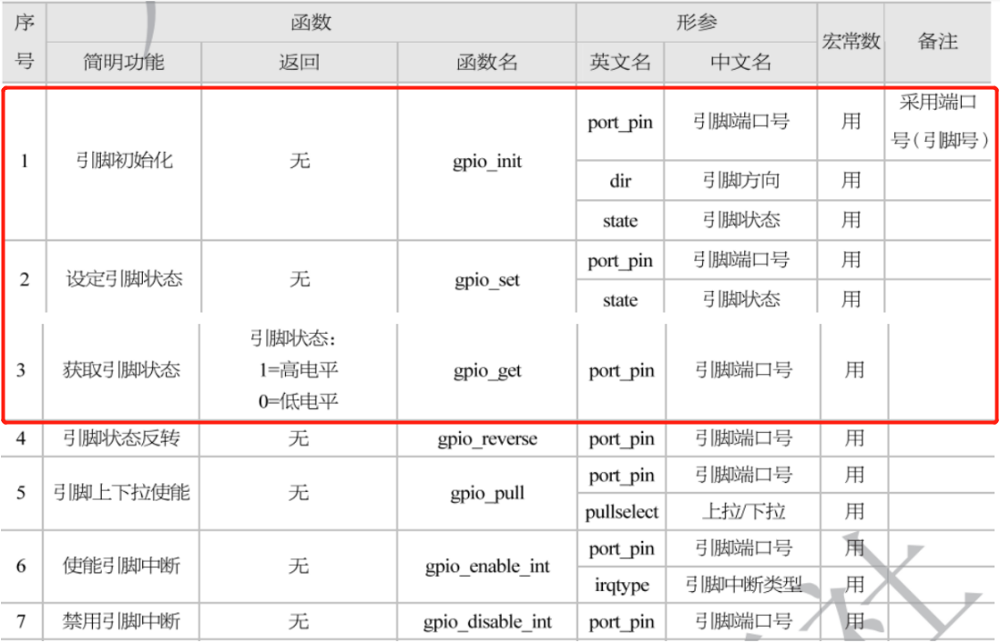 序号 函数 形参 宏常数 备注
简明功能 返回 函数名 英文名 中文名
1 引脚初始化 无 gpio_init port_pin 引脚端口号 用 采用端口号(引脚号)
dir 引脚方向 用
state 引脚状态 用
2 设定引脚状态 无 gpio_set port_pin 引脚端口号 用
state 引脚状态 用
3 获取引脚状态 引脚状态: 1=高电平 0=低电平 gpio_get port_pin 引脚端口号 用
4 引脚状态反转 无 gpio_reverse port_pin 引脚端口号 用
5 引脚上下拉使能 无 gpio_pull port_pin 引脚端口号 用
pullselect 上拉/下拉 用
6 使能引脚中断 无 gpio_enable_int port_pin 引脚端口号 用
irqtype 引脚中断类型 用
7 禁用引脚中断 无 gpio_disable_int port_pin 引脚端口号 用